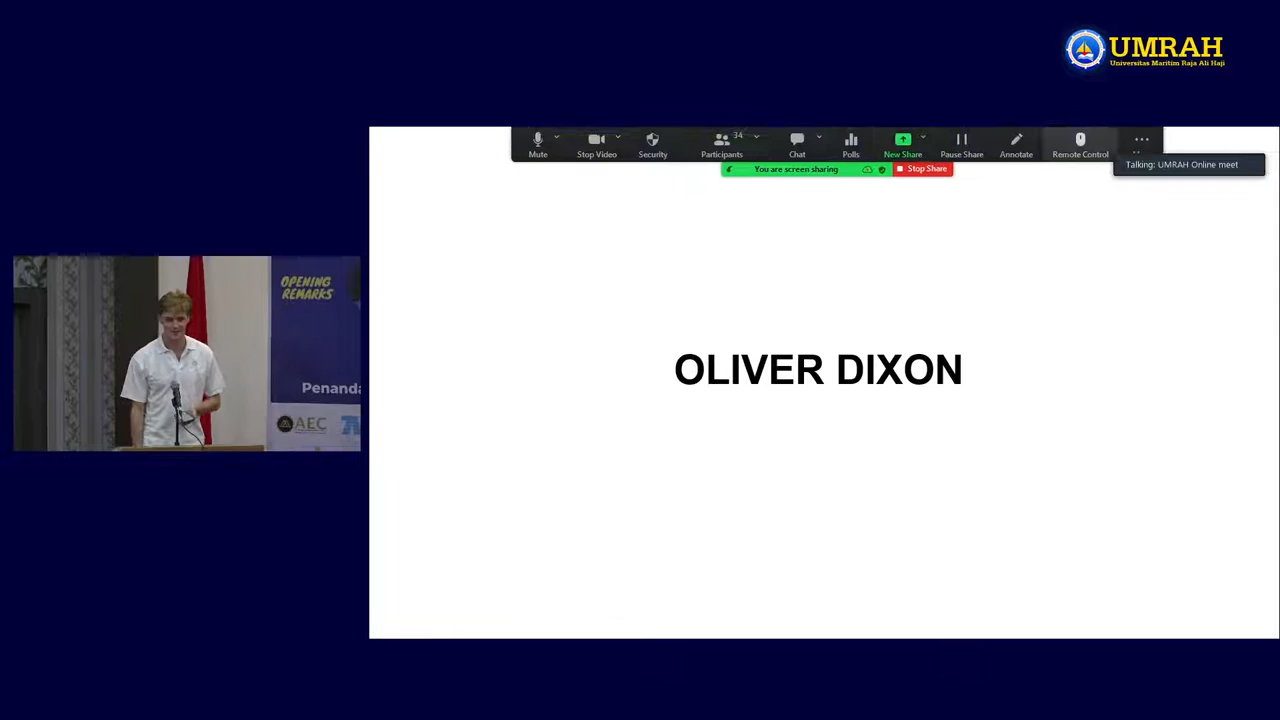 UMRAH
Universitas Maritim Raja Ali Haji
34
Mute
Stop Video
Security
Participants
Chat
Polls
New Share
Pause Share
Annotate
Remote Control
You are screen sharing
Stop Share
Talking: UMRAH Online meet
OPENING
REMARKS
Penanda
AEC
OLIVER DIXON